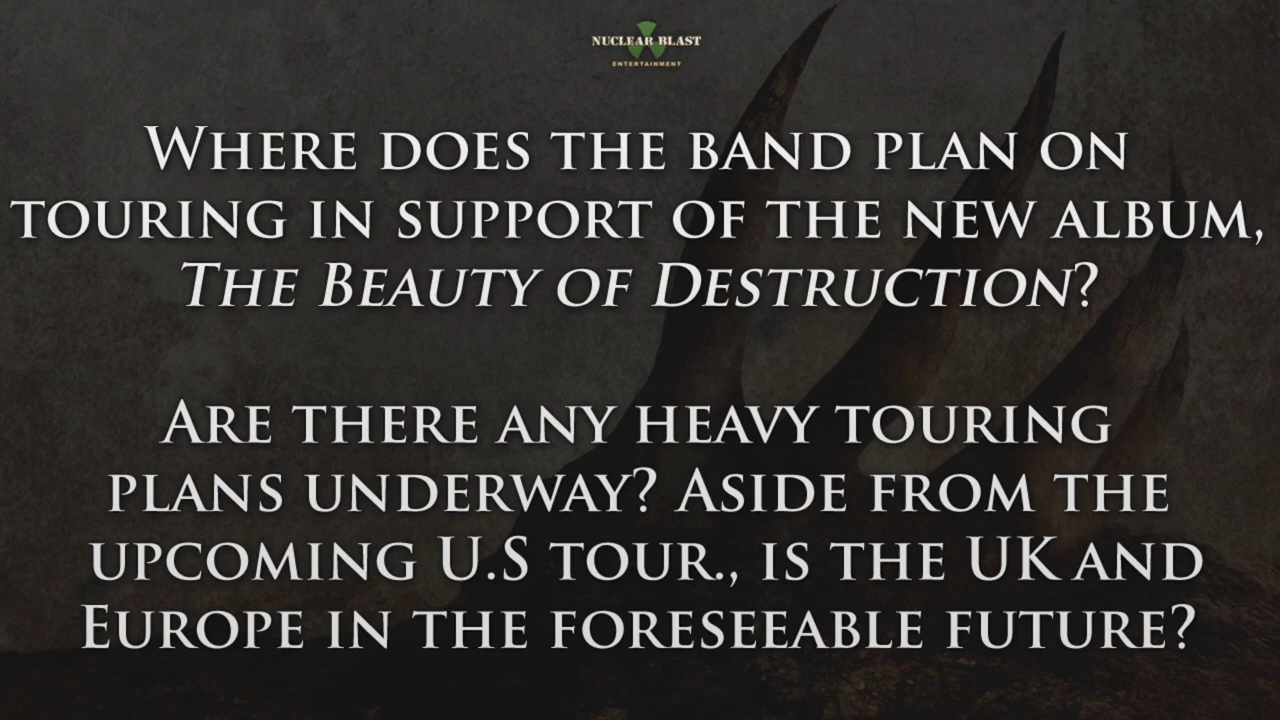 NUCLEAR BLAST
ENTERTAINMENT
WHERE DOES THE BAND PLAN ON
TOURING IN SUPPORT OF THE NEW ALBUM,
THE BEAUTY OF DESTRUCTION?
ARE THERE ANY HEAVY TOURING
PLANS UNDERWAY? ASIDE FROM THE
UPCOMING U.S TOUR., IS THE UK AND
EUROPE IN THE FORESEEABLE FUTURE?